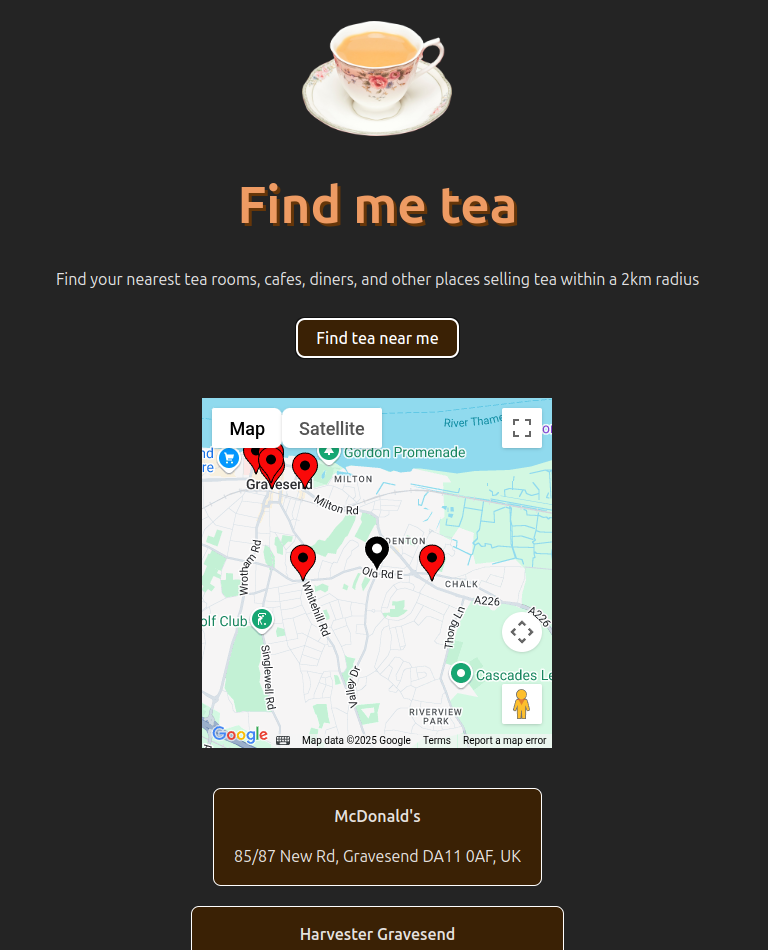 Find me tea
Find your nearest tea rooms, cafes, diners, and other places selling tea within a 2km radius
Find tea near me
Map
Satellite
River Thame
Gordon Promenade
nd
re
Gravesend
MILTON
Milton Rd
DENTON
Old Rd E
CHALK
Wrotham Rd
A226
A226
Whitehill Rd
Thong Ln
olf Club
Singlewell Rd
Valley Dr
Cascades Le
RIVERVIEW
PARK
Google
Map data ©2025 Google
Terms
Report a map error
McDonald's
85/87 New Rd, Gravesend DA11 0AF, UK
Harvester Gravesend